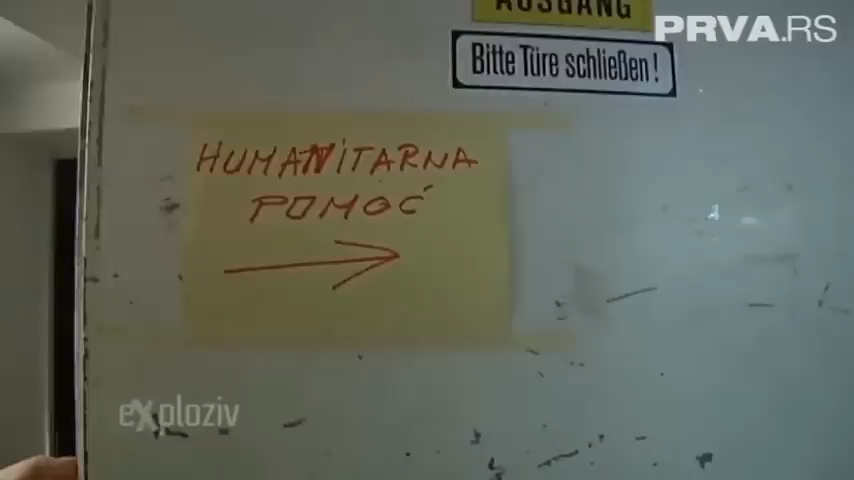 AUSGANG
PRVA.RS
Bitte Türe schließen!
HUMANITARNA
POMOĆ
exploziv